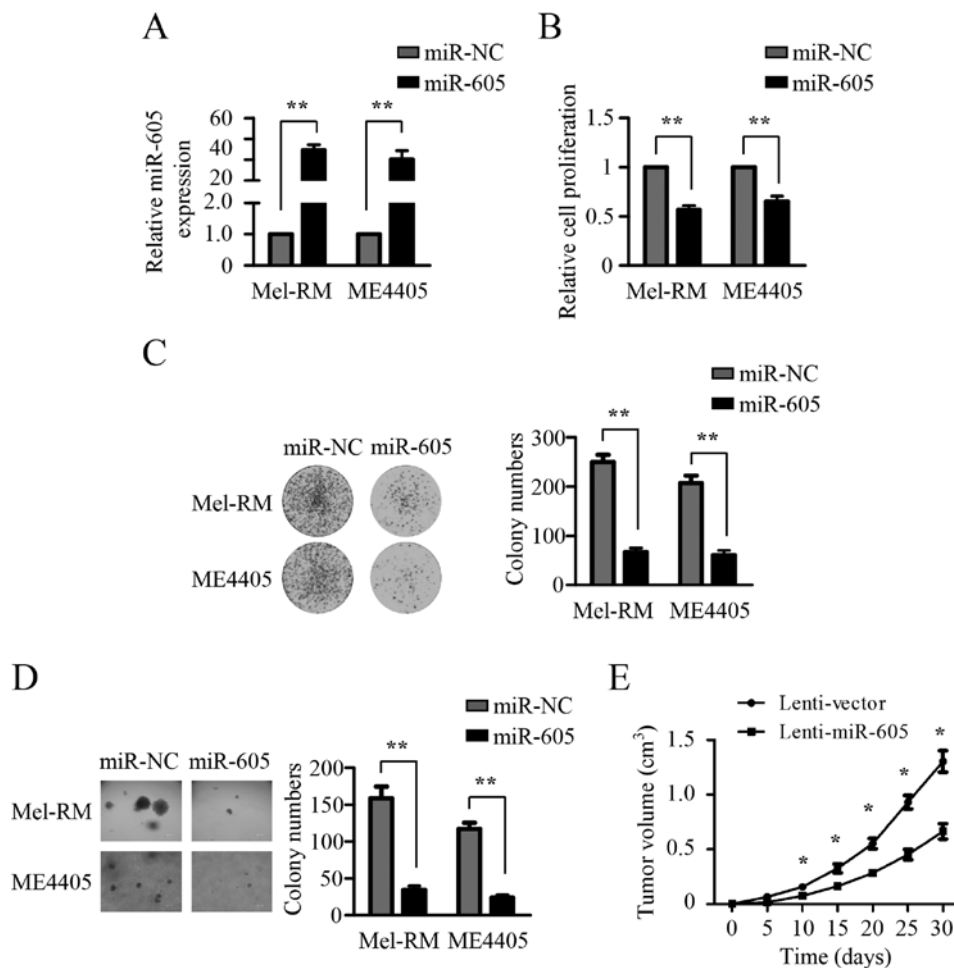 A
miR-NC
miR-605
Relative miR-605
expression
60
40
20
2.0
1.0
0
**
**
Mel-RM
ME4405
B
miR-NC
miR-605
Relative cell proliferation
1.5
1
0.5
0
**
**
Mel-RM
ME4405
C
miR-NC miR-605
Mel-RM
ME4405
miR-NC
miR-605
Colony numbers
300
200
100
0
**
**
Mel-RM
ME4405
D
miR-NC miR-605
Mel-RM
ME4405
miR-NC
miR-605
Colony numbers
200
150
100
50
0
**
**
Mel-RM
ME4405
E
Lenti-vector
Lenti-miR-605
Tumor volume (cm³)
1.5
1.0
0.5
0
* * * * *
0 5 10 15 20 25 30
Time (days)